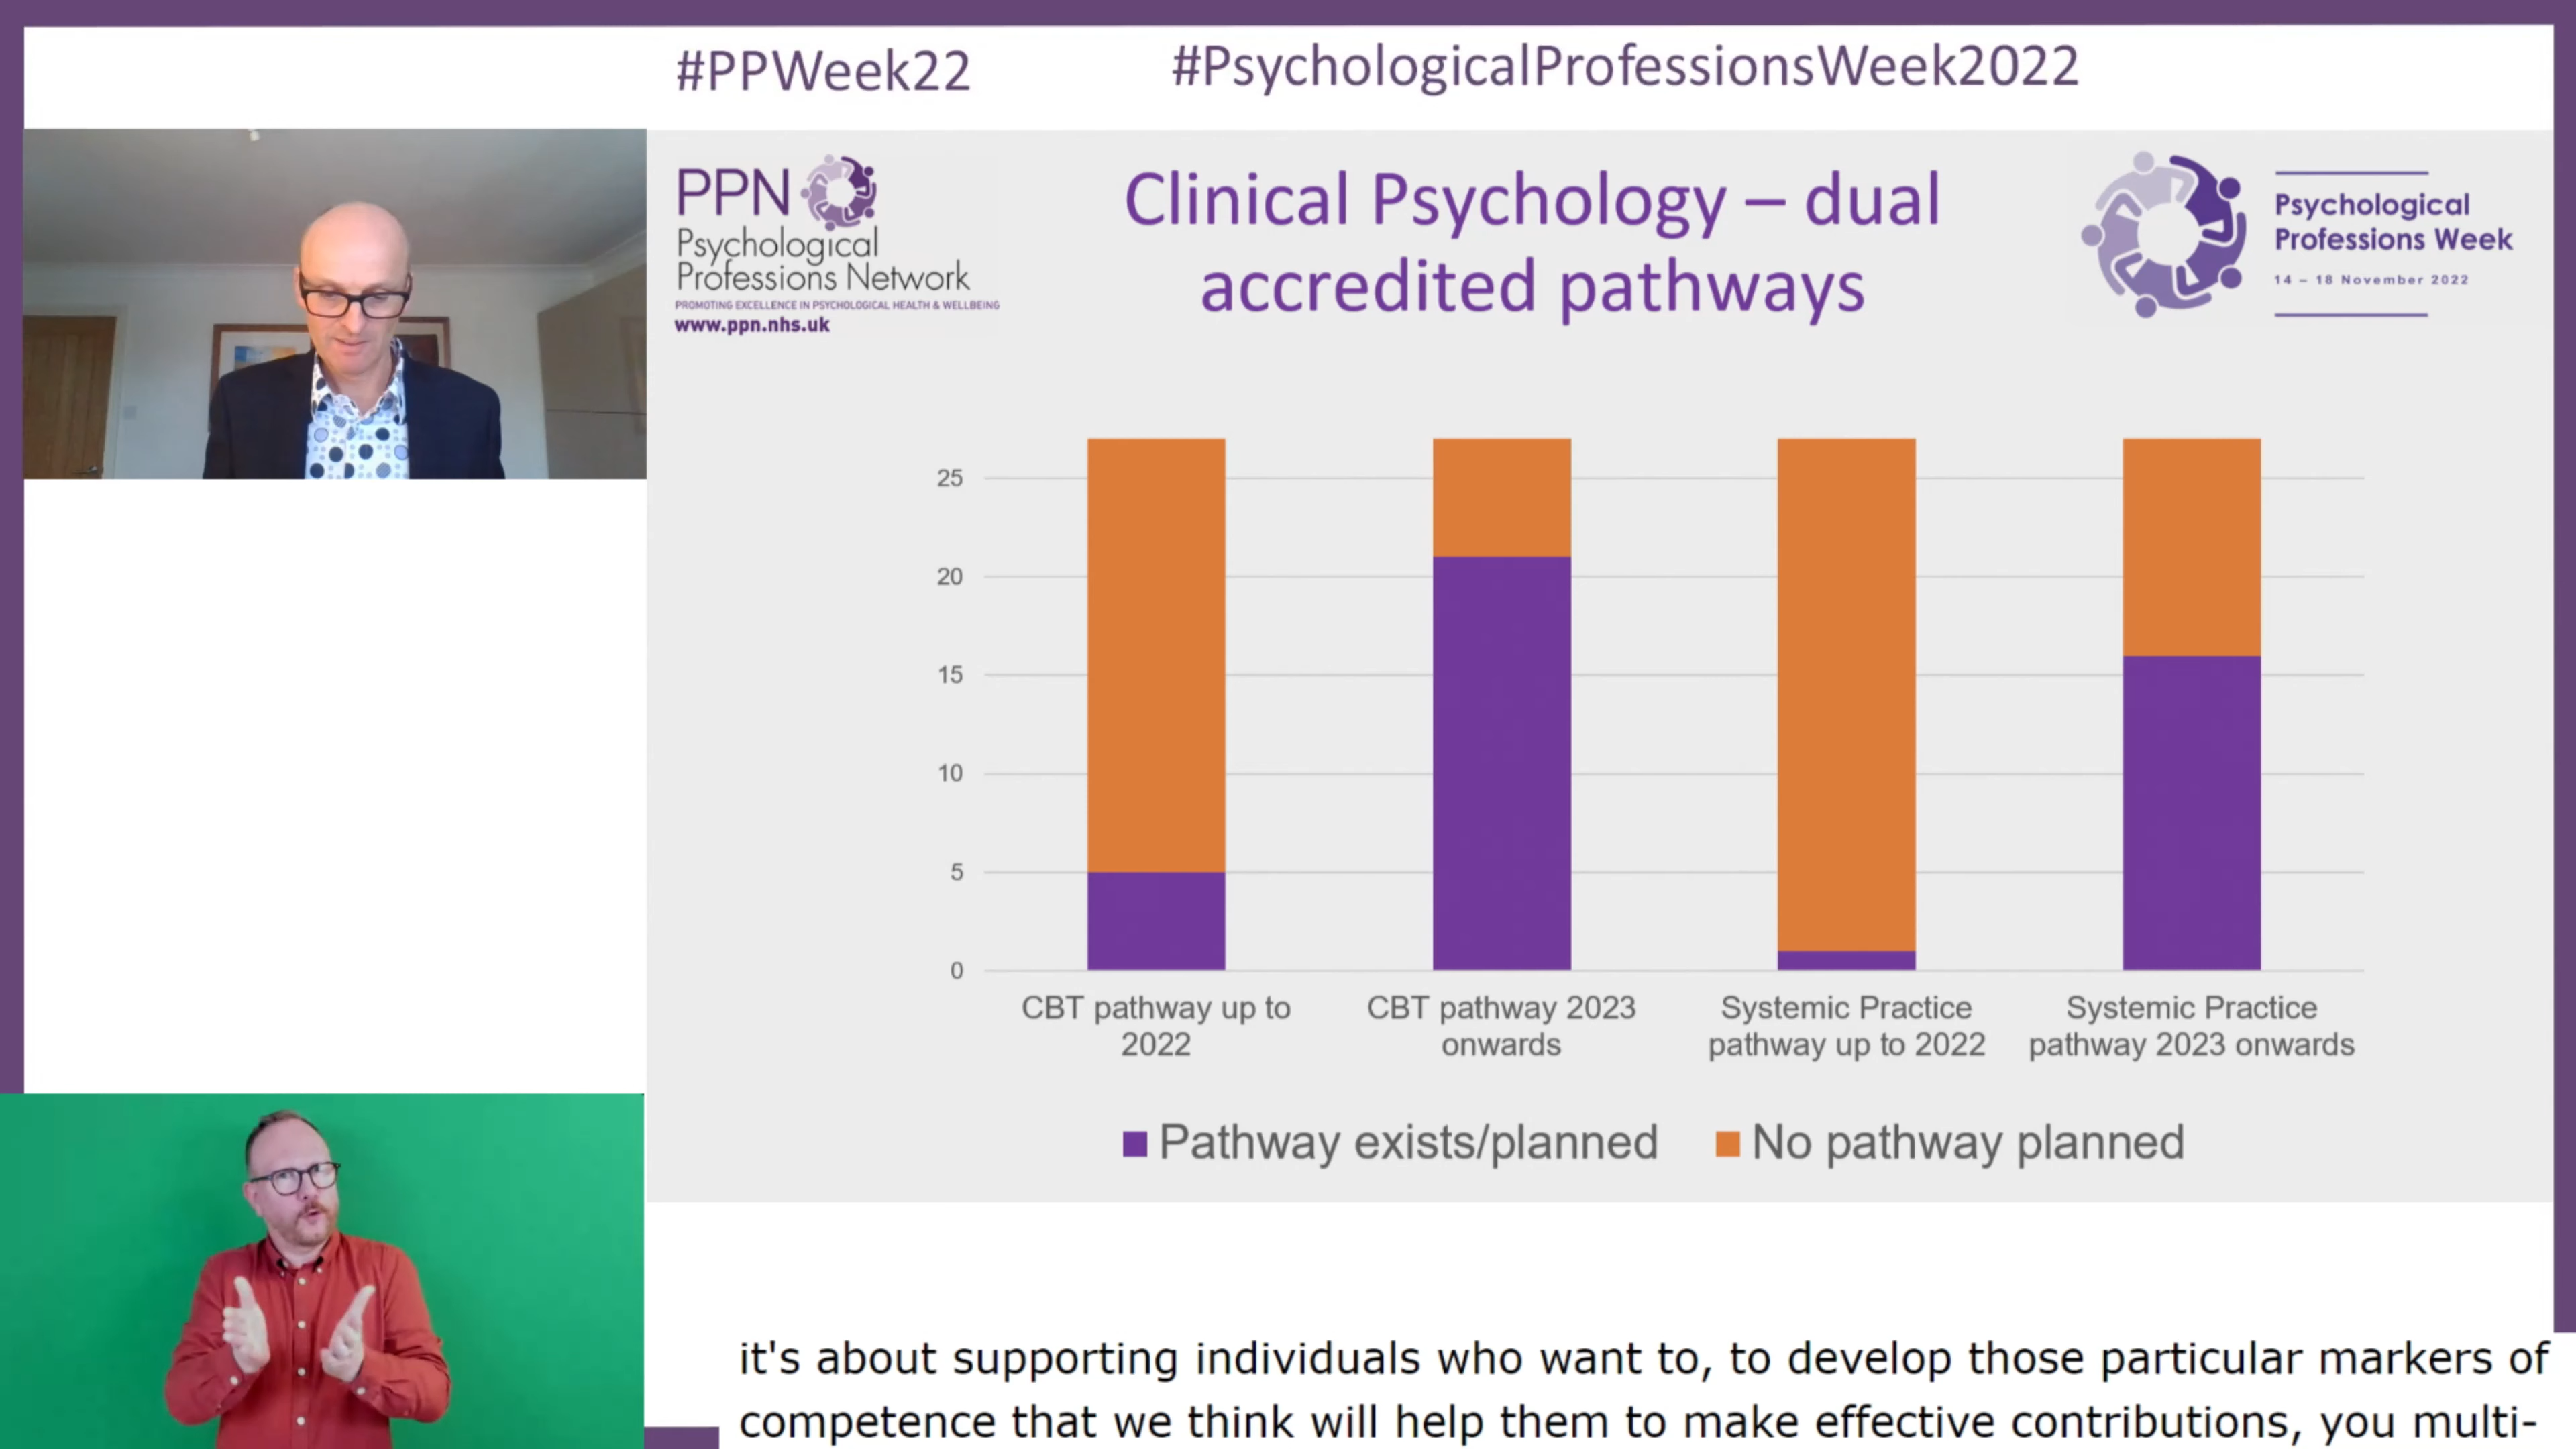 #PPWeek22
#PsychologicalProfessionsWeek2022
PPN
Psychological
Professions Network
PROMOTING EXCELLENCE IN PSYCHOLOGICAL HEALTH & WELLBEING
www.ppn.nhs.uk
Clinical Psychology – dual
accredited pathways
Psychological
Professions Week
14 – 18 November 2022
25
20
15
10
5
0
CBT pathway up to
2022
CBT pathway 2023
onwards
Systemic Practice
pathway up to 2022
Systemic Practice
pathway 2023 onwards
Pathway exists/planned
No pathway planned
it's about supporting individuals who want to, to develop those particular markers of
competence that we think will help them to make effective contributions, you multi-